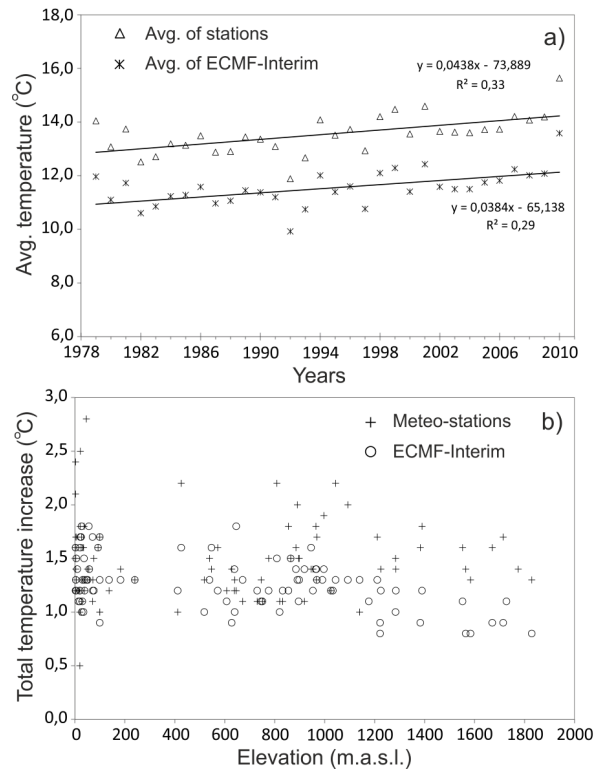 18,0
16,0
14,0
12,0
10,0
8,0
6,0
Avg. temperature (°C)
Avg. of stations
Avg. of ECMF-Interim
a)
y = 0,0438x - 73,889
R² = 0,33
y = 0,0384x - 65,138
R² = 0,29
1978 1982 1986 1990 1994 1998 2002 2006 2010
Years
3,0
2,5
2,0
1,5
1,0
0,5
0,0
Total temperature increase (°C)
Meteo-stations
ECMF-Interim
b)
0 200 400 600 800 1000 1200 1400 1600 1800 2000
Elevation (m.a.s.l.)